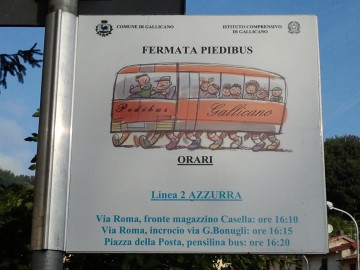 COMUNE DI GALLICANO
ISTITUTO COMPRENSIVO
DI GALLICANO
FERMATA PIEDIBUS
Pedibus Gallicano
ORARI
Linea 2 AZZURRA
Via Roma, fronte magazzino Casella: ore 16:10
Via Roma, incrocio via G.Bonugli: ore 16:15
Piazza della Posta, pensilina bus: ore 16:20